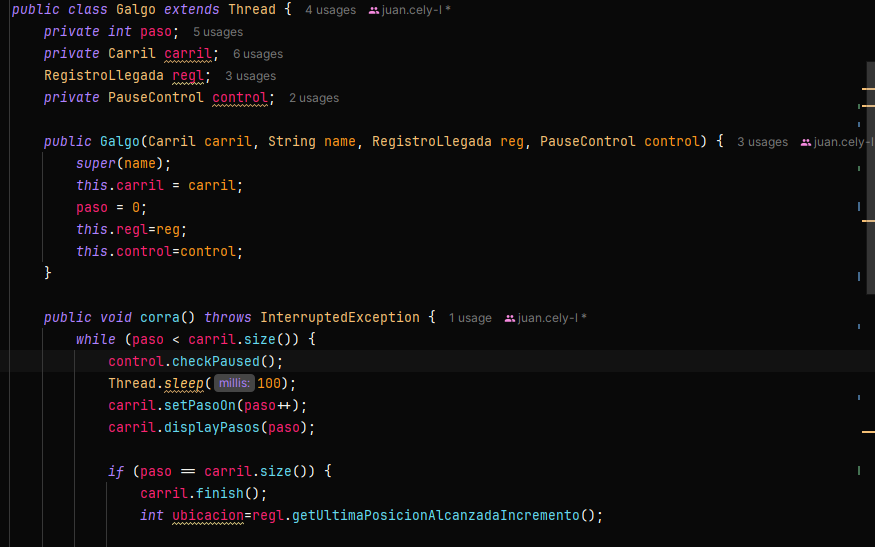 public class Galgo extends Thread { 4 usages juan.cely-l *
private int paso; 5 usages
private Carril carril; 6 usages
RegistroLlegada regl; 3 usages
private PauseControl control; 2 usages
public Galgo(Carril carril, String name, RegistroLlegada reg, PauseControl control) { 3 usages juan.cely-l
super(name);
this.carril = carril;
paso = 0;
this.regl=reg;
this.control=control;
}
public void corra() throws InterruptedException { 1 usage juan.cely-l *
while (paso < carril.size()) {
control.checkPaused();
Thread.sleep( millis: 100);
carril.setPasoOn(paso++);
carril.displayPasos(paso);
if (paso == carril.size()) {
carril.finish();
int ubicacion=regl.getUltimaPosicionAlcanzadaIncremento();